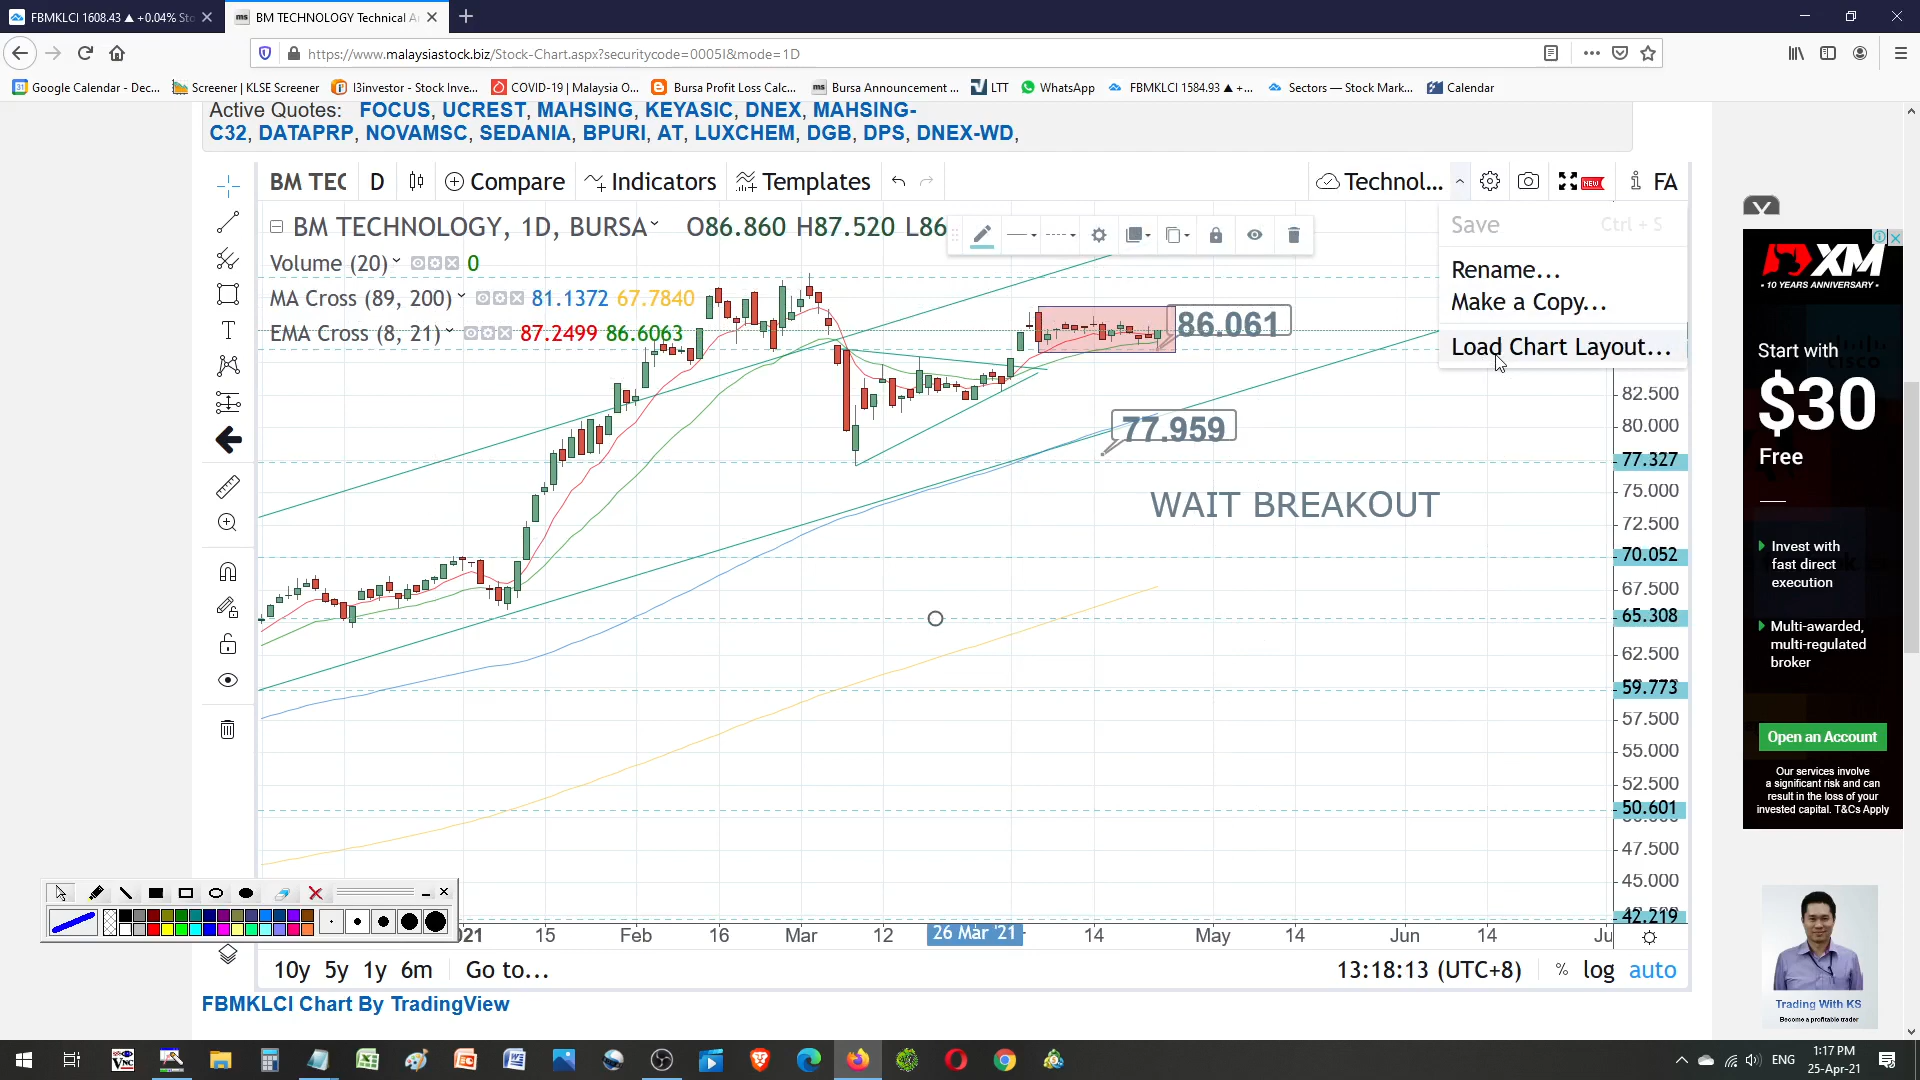 FBMKLCI 1608.43 ▲ +0.04% Sto
BM TECHNOLOGY Technical A
https://www.malaysiastock.biz/Stock-Chart.aspx?securitycode=0005I&mode=1D
Google Calendar - Dec...
Screener | KLSE Screener
I3investor - Stock Inve...
COVID-19 | Malaysia O...
Bursa Profit Loss Calc...
Bursa Announcement ...
LTT
WhatsApp
FBMKLCI 1584.93 ▲ +...
Sectors — Stock Mark...
Calendar
Active Quotes: FOCUS, UCREST, MAHSING, KEYASIC, DNEX, MAHSING-
C32, DATAPRP, NOVAMSC, SEDANIA, BPURI, AT, LUXCHEM, DGB, DPS, DNEX-WD,
BM TEC D Compare Indicators Templates Technol... NEW FA
BM TECHNOLOGY, 1D, BURSA O86.860 H87.520 L86
Volume (20) 0
MA Cross (89, 200) 81.1372 67.7840
EMA Cross (8, 21) 87.2499 86.6063
Save Ctrl + S
Rename...
Make a Copy...
Load Chart Layout...
86.061
77.959
WAIT BREAKOUT
82.500
80.000
77.327
75.000
72.500
70.052
67.500
65.308
62.500
59.773
57.500
55.000
52.500
50.601
47.500
45.000
42.219
021 15 Feb 16 Mar 12 26 Mar '21 14 May 14 Jun 14 Ju
10y 5y 1y 6m Go to... 13:18:13 (UTC+8) % log auto
FBMKLCI Chart By TradingView
XM
10 YEARS ANNIVERSARY
Start with
$30
Free
Invest with
fast direct
execution
Multi-awarded,
multi-regulated
broker
Open an Account
Our services involve
a significant risk and can
result in the loss of your
invested capital. T&Cs Apply
Trading With KS
Become a profitable trader
ENG
1:17 PM
25-Apr-21